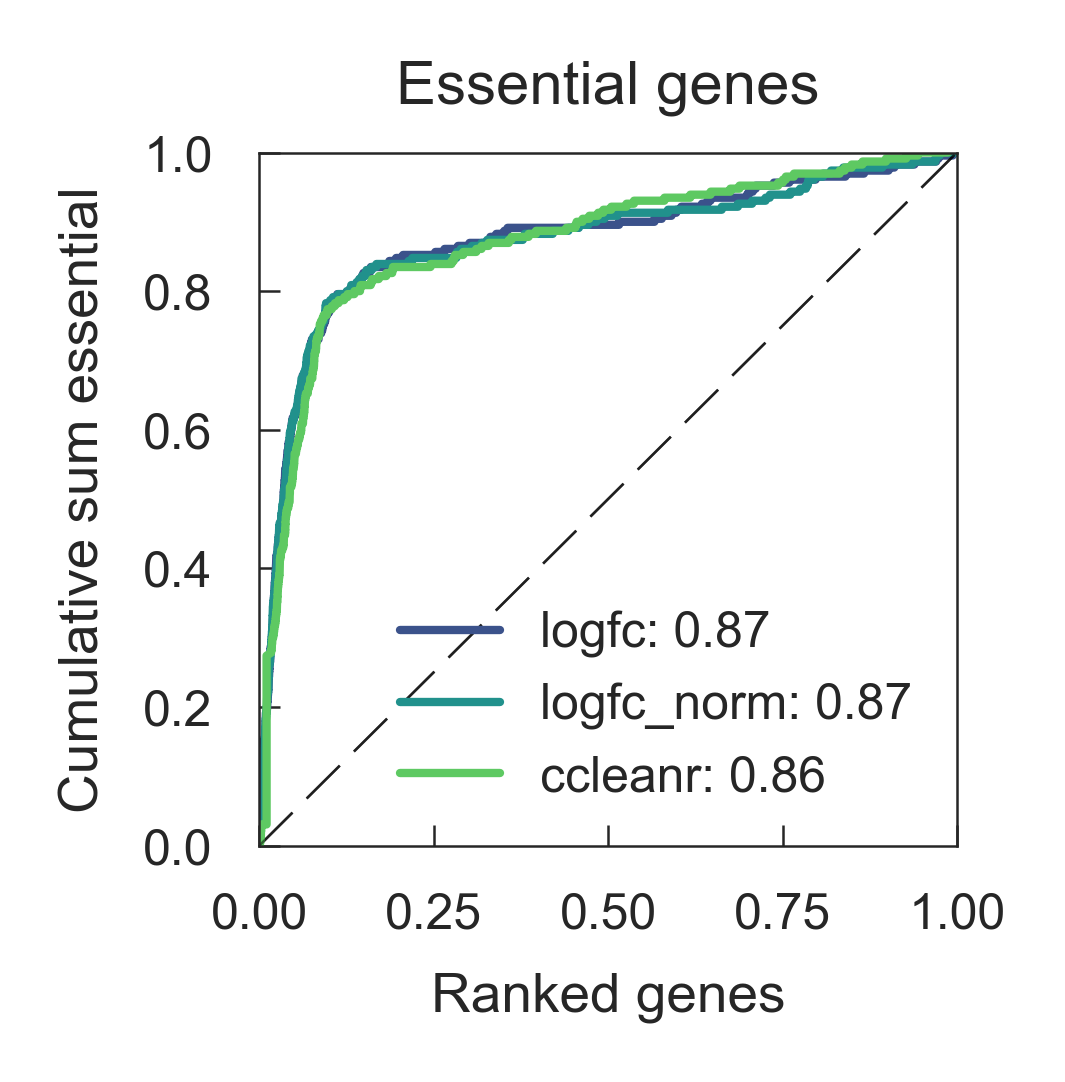 Essential genes
1.0
0.8
0.6
0.4
0.2
0.0
Cumulative sum essential
logfc: 0.87
logfc_norm: 0.87
ccleanr: 0.86
0.00 0.25 0.50 0.75 1.00
Ranked genes